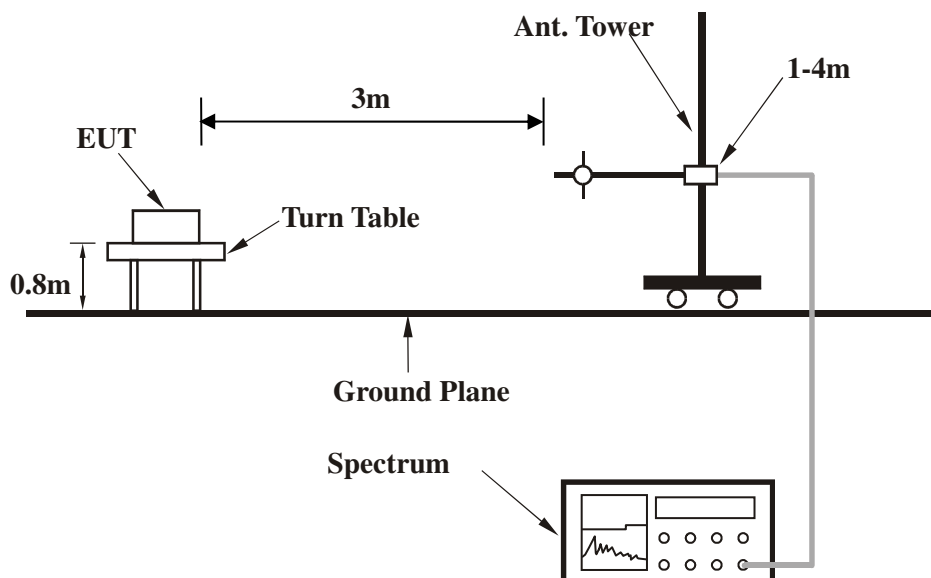 Ant. Tower
1-4m
3m
EUT
Turn Table
0.8m
Ground Plane
Spectrum